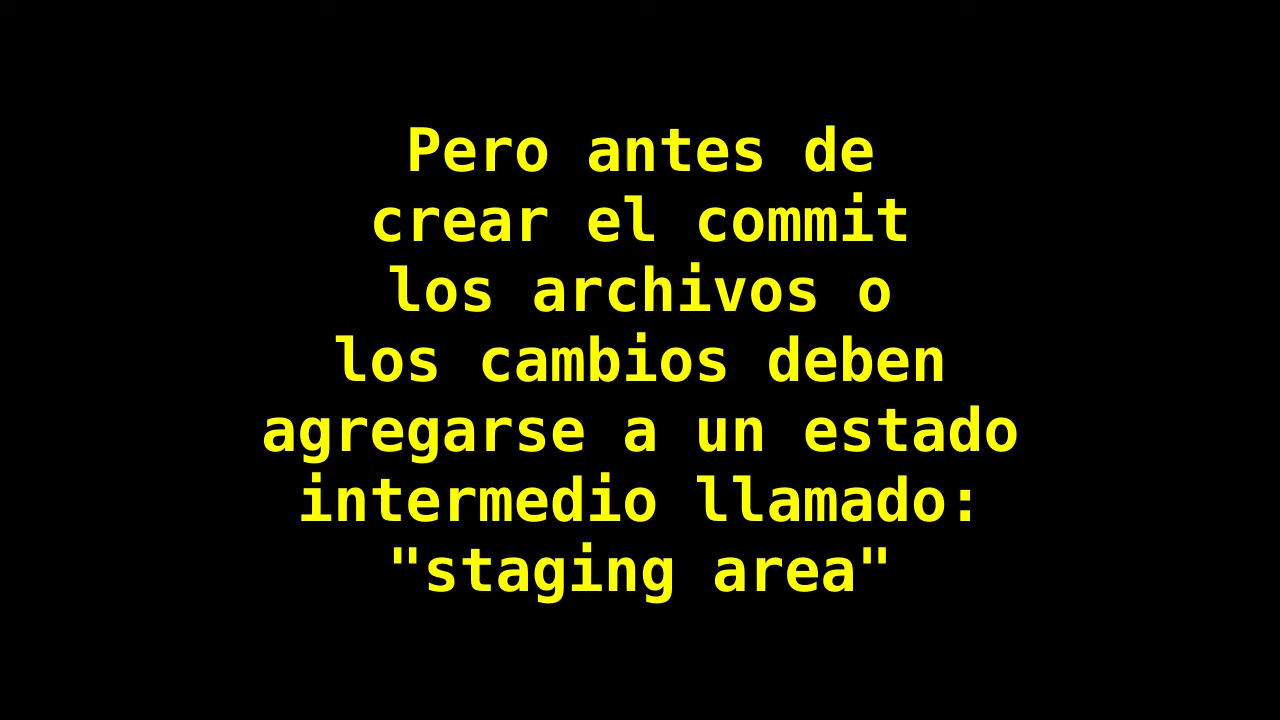 Pero antes de
crear el commit
los archivos o
los cambios deben
agregarse a un estado
intermedio llamado:
"staging area"